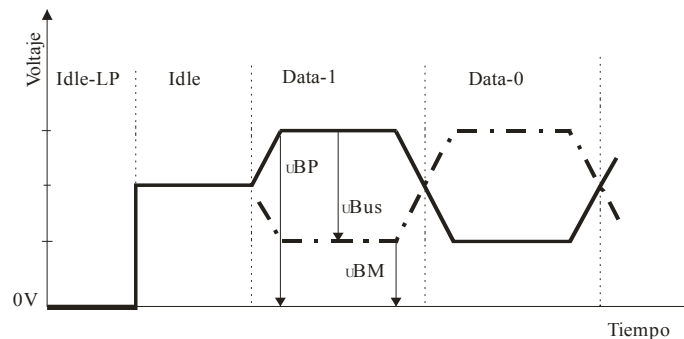 Voltaje
Idle-LP
Idle
Data-1
Data-0
uBP
uBus
uBM
0V
Tiempo